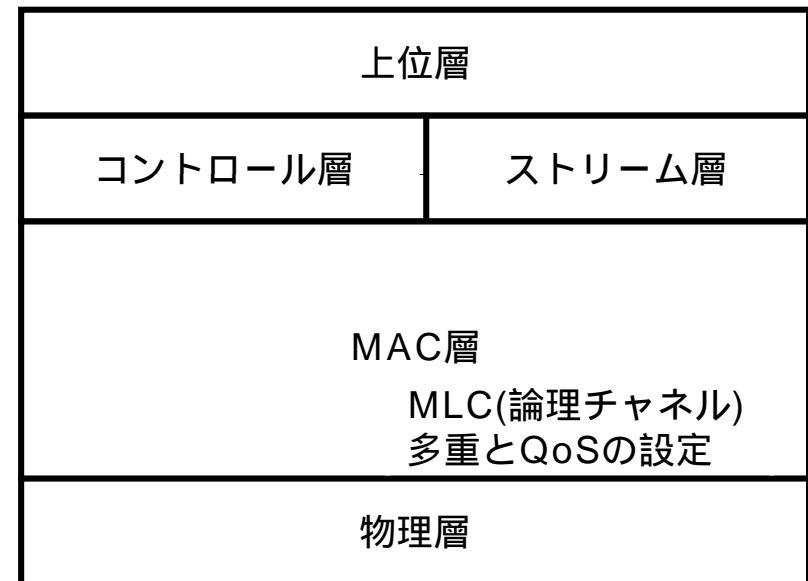 上位層
コントロール層
ストリーム層
MAC層
MLC(論理チャネル)
多重とQoSの設定
物理層